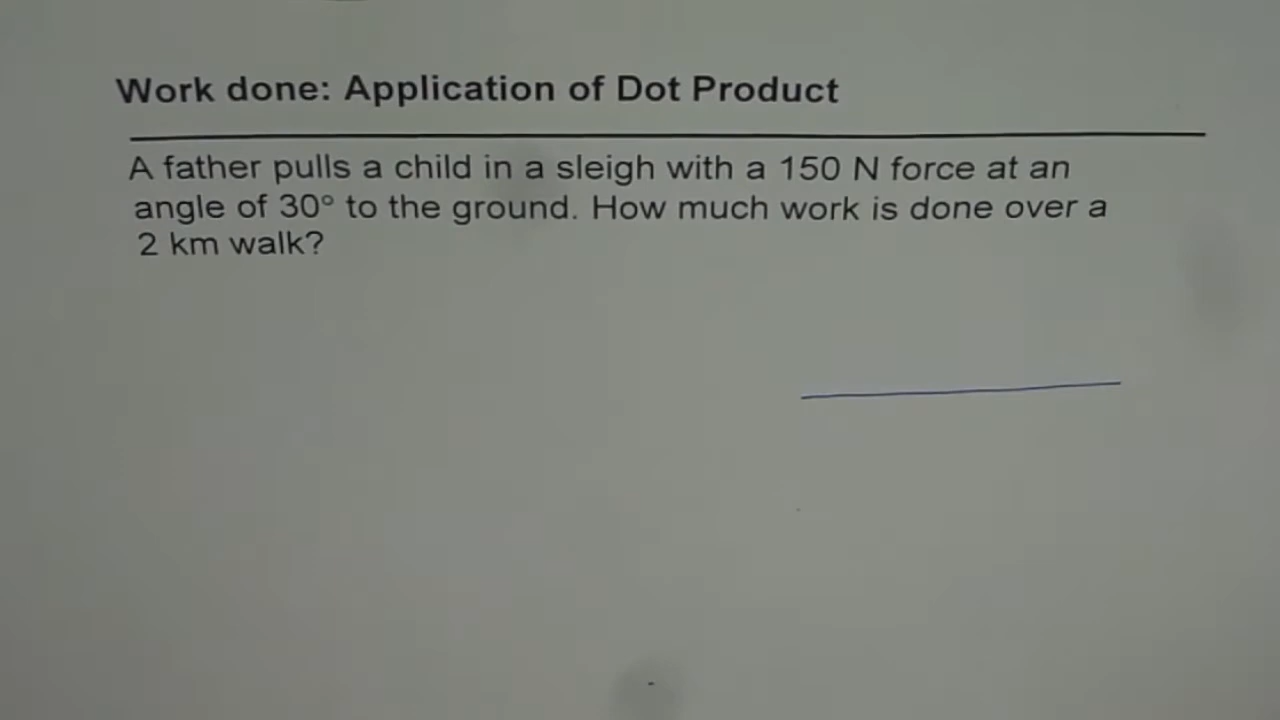 Work done: Application of Dot Product
A father pulls a child in a sleigh with a 150 N force at an
angle of 30° to the ground. How much work is done over a
2 km walk?